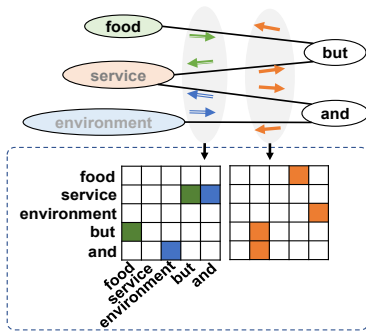 food
but
service
and
environment
food
service
environment
but
and
food
service
environment
but
and